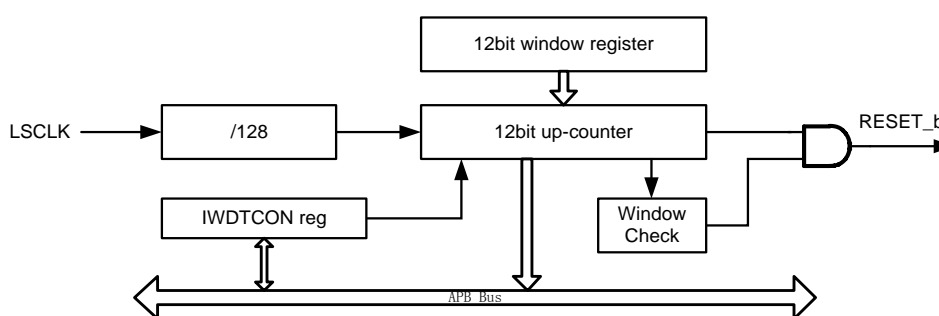 12bit window register
LSCLK
/128
12bit up-counter
RESET_b
IWDTCON reg
Window
Check
APB Bus